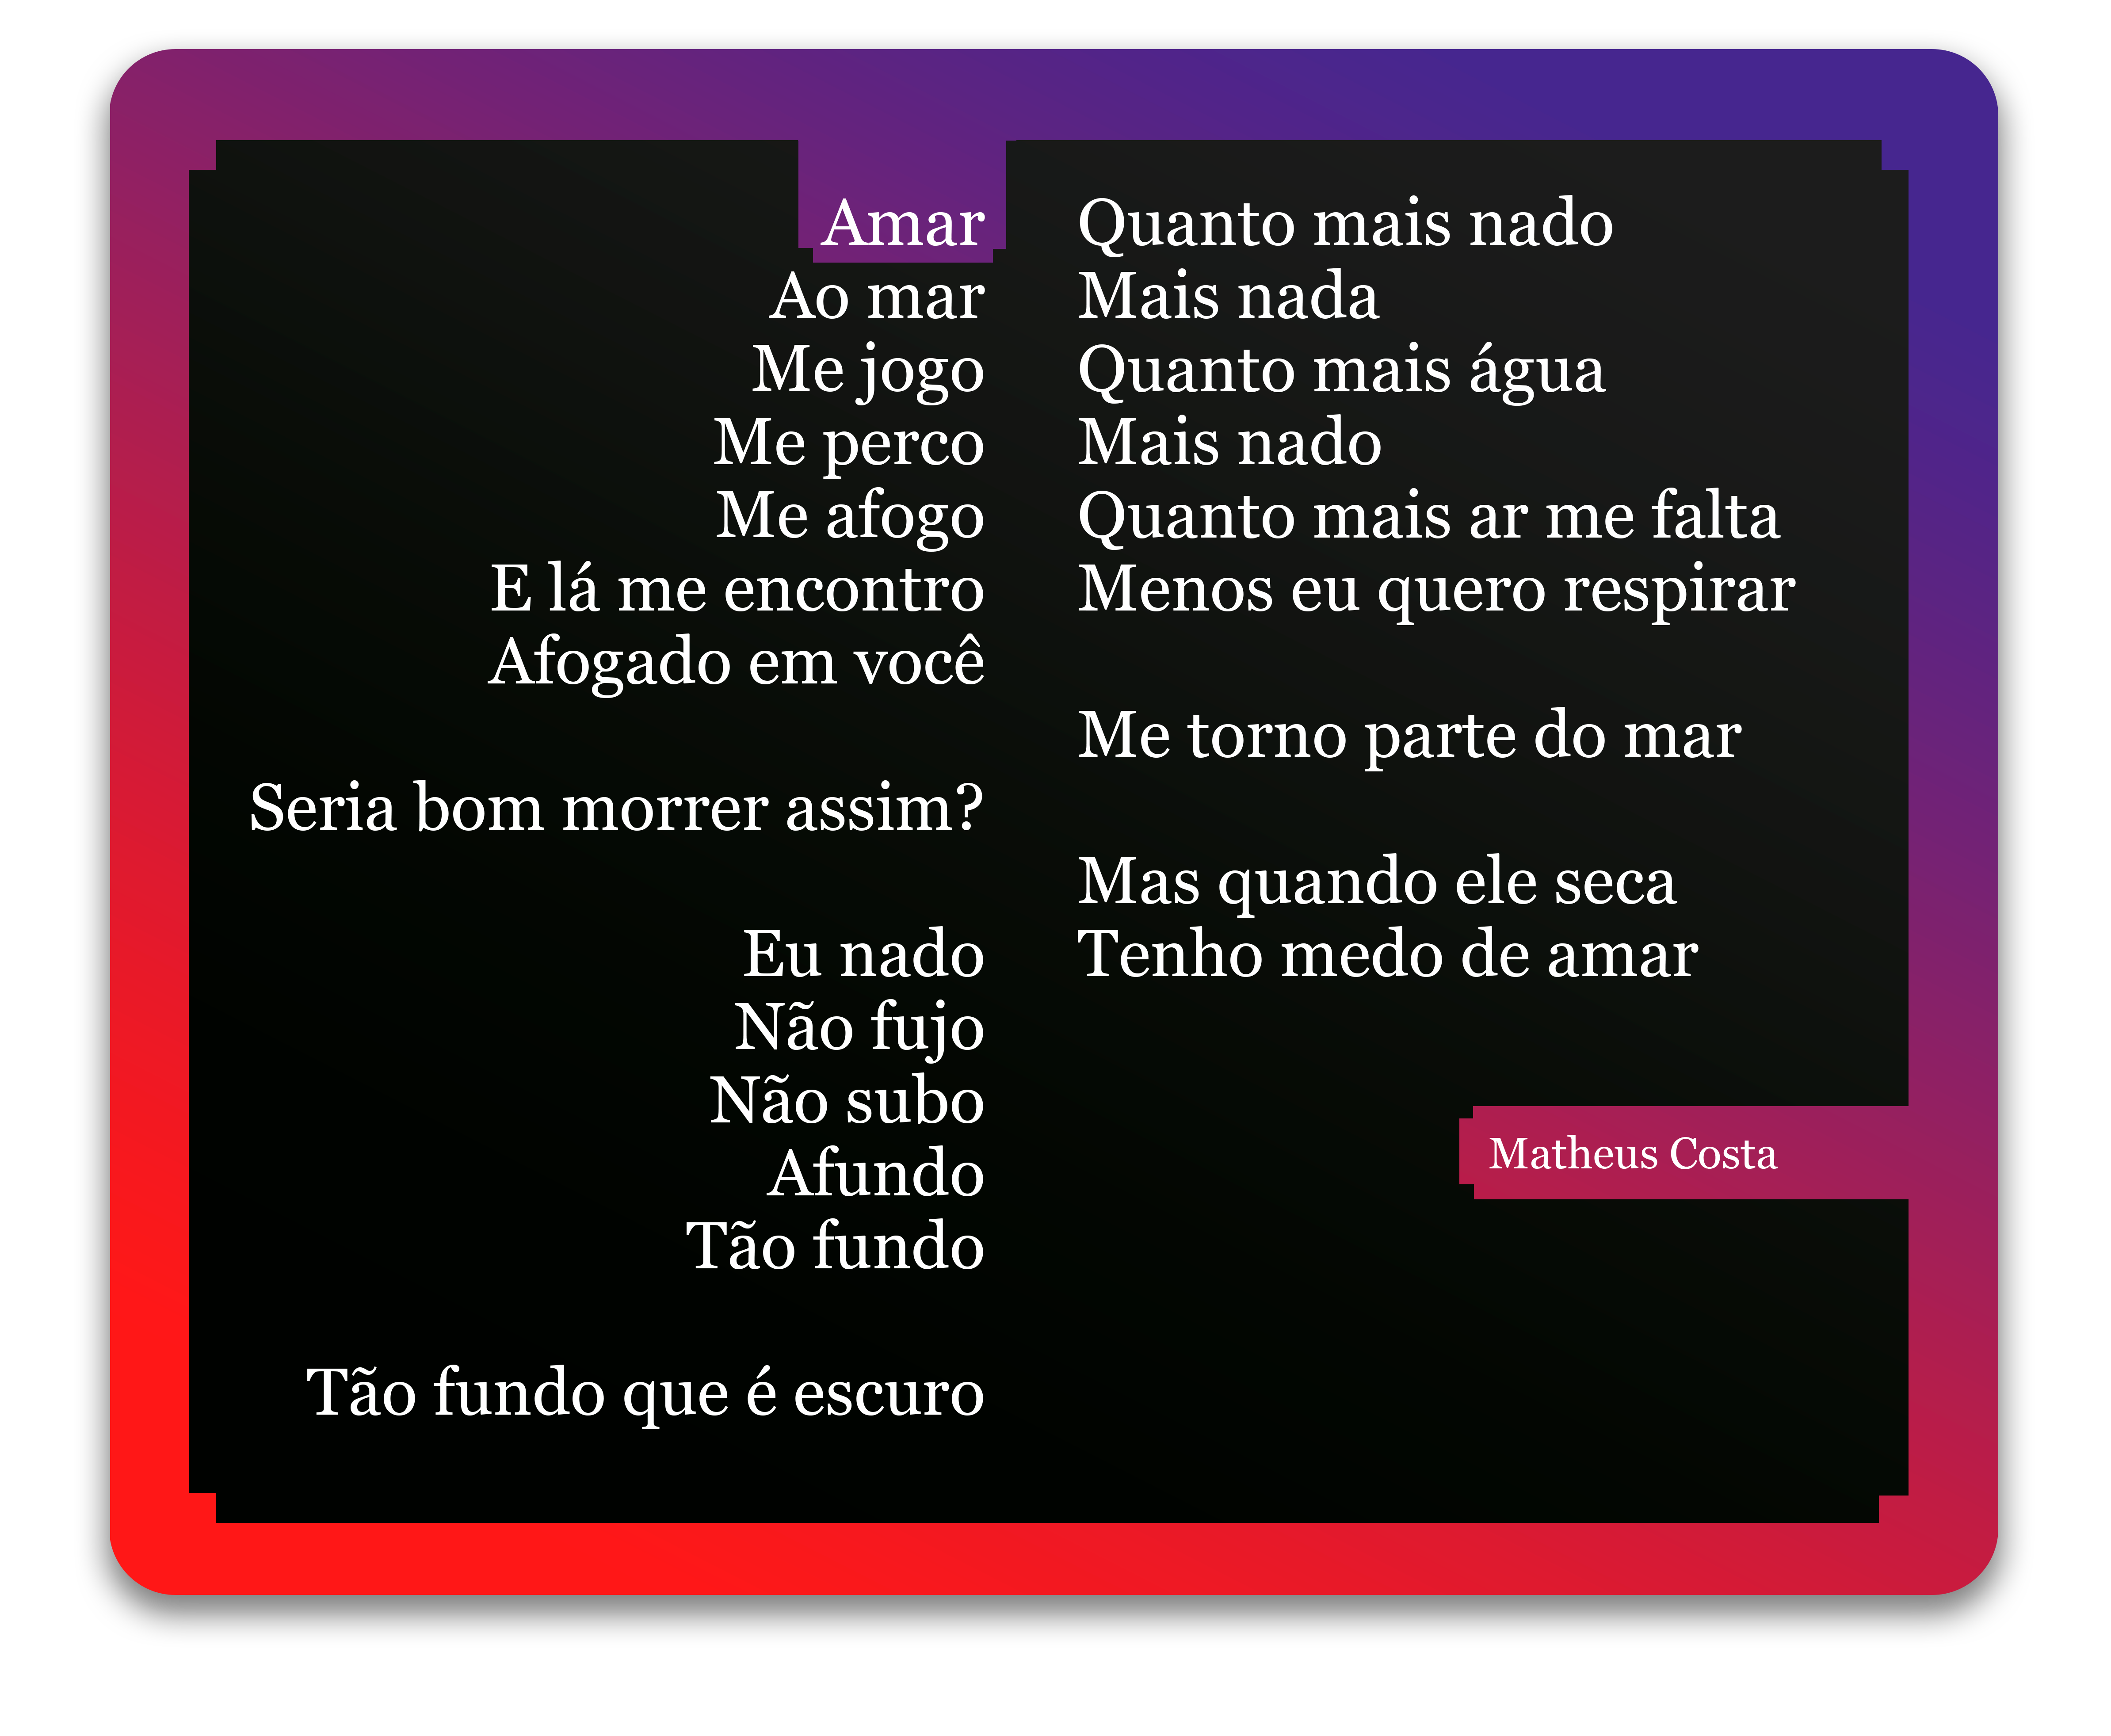 Amar
Ao mar
Me jogo
Me perco
Me afogo
E lá me encontro
Afogado em você
Seria bom morrer assim?
Eu nado
Não fujo
Não subo
Afundo
Tão fundo
Tão fundo que é escuro
Quanto mais nado
Mais nada
Quanto mais água
Mais nado
Quanto mais ar me falta
Menos eu quero respirar
Me torno parte do mar
Mas quando ele seca
Tenho medo de amar
Matheus Costa